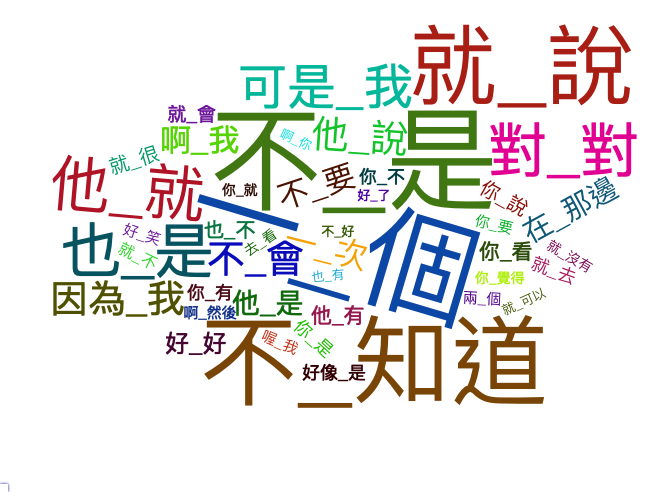 就_說
可是_我
就_會
不_是
啊_你
他_說
啊_我
對_對
就_很
他_就
你_就
不_要
你_不
好_了
你_說
在_那邊
一_個
好_笑
也_不
去_看
不_好
你_要
也_是
就_不
不_會
二_次
你_看
就_沒有
就_去
也_有
你_覺得
因為_我
你_有
他_是
兩_個
就_可以
啊_然後
他_有
好_好
喔_我
你_是
不_知道
好像_是